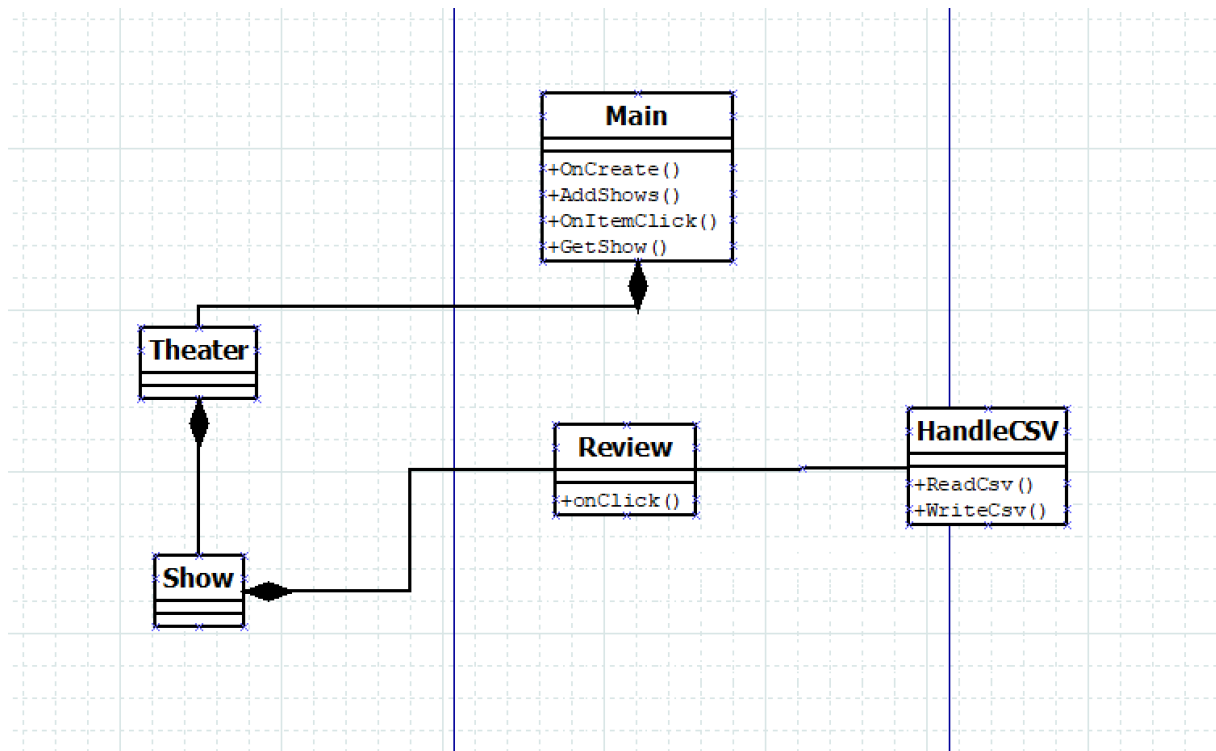 Main
+OnCreate()
+AddShows()
+OnItemClick()
+GetShow()
Theater
Review
+onClick()
HandleCSV
+ReadCsv()
+WriteCsv()
Show